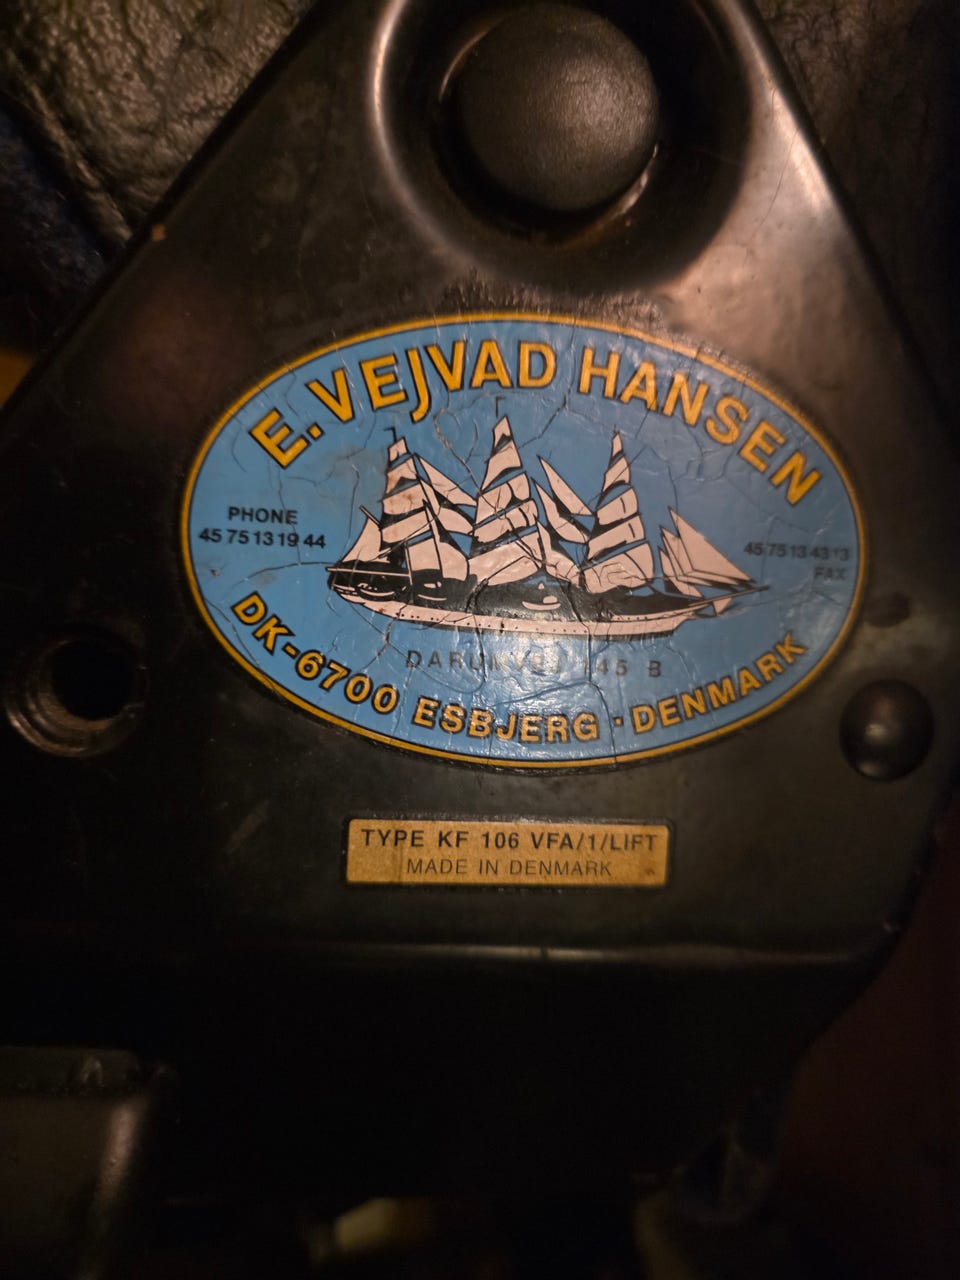 E. VEJVAD HANSEN
PHONE
45 75 13 19 44
45 75 13 43 13
FAX
145 B
DK-6700 ESBJERG · DENMARK
TYPE KF 106 VFA/1/LIFT
MADE IN DENMARK